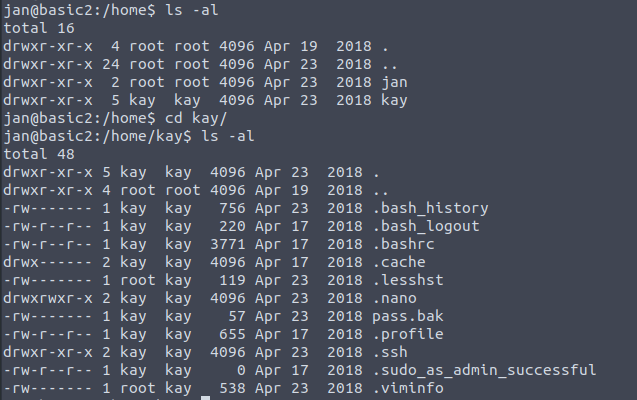 jan@basic2:/home$ ls -al
total 16
drwxr-xr-x  4 root root 4096 Apr 19  2018 .
drwxr-xr-x 24 root root 4096 Apr 23  2018 ..
drwxr-xr-x  2 root root 4096 Apr 23  2018 jan
drwxr-xr-x  5 kay  kay  4096 Apr 23  2018 kay
jan@basic2:/home$ cd kay/
jan@basic2:/home/kay$ ls -al
total 48
drwxr-xr-x 5 kay  kay  4096 Apr 23  2018 .
drwxr-xr-x 4 root root 4096 Apr 19  2018 ..
-rw------- 1 kay  kay   756 Apr 23  2018 .bash_history
-rw-r--r-- 1 kay  kay   220 Apr 17  2018 .bash_logout
-rw-r--r-- 1 kay  kay  3771 Apr 17  2018 .bashrc
drwx------ 2 kay  kay  4096 Apr 17  2018 .cache
-rw------- 1 root kay   119 Apr 23  2018 .lesshst
drwxrwxr-x 2 kay  kay  4096 Apr 23  2018 .nano
-rw------- 1 kay  kay    57 Apr 23  2018 pass.bak
-rw-r--r-- 1 kay  kay   655 Apr 17  2018 .profile
drwxr-xr-x 2 kay  kay  4096 Apr 23  2018 .ssh
-rw-r--r-- 1 kay  kay     0 Apr 17  2018 .sudo_as_admin_successful
-rw------- 1 root kay   538 Apr 23  2018 .viminfo